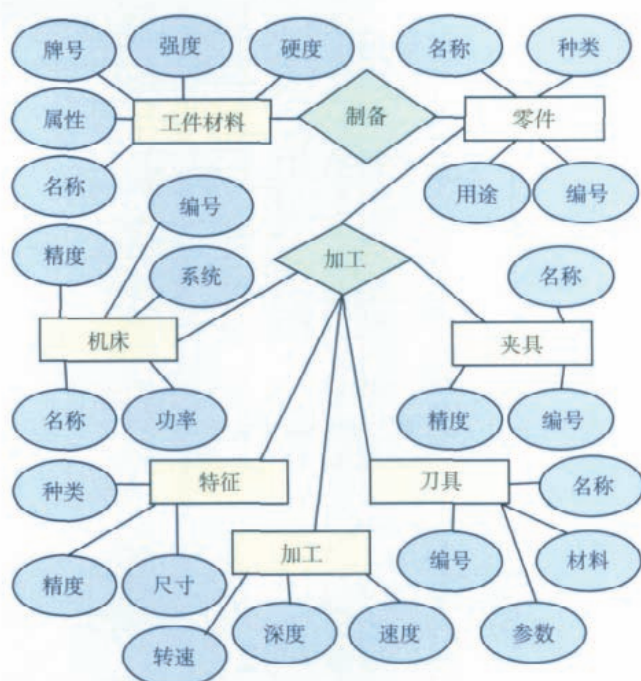 牌号
强度
硬度
名称
种类
属性
工件材料
制备
零件
名称
用途
编号
编号
精度
系统
加工
名称
机床
夹具
名称
功率
精度
编号
种类
特征
刀具
名称
精度
尺寸
加工
编号
材料
转速
深度
速度
参数